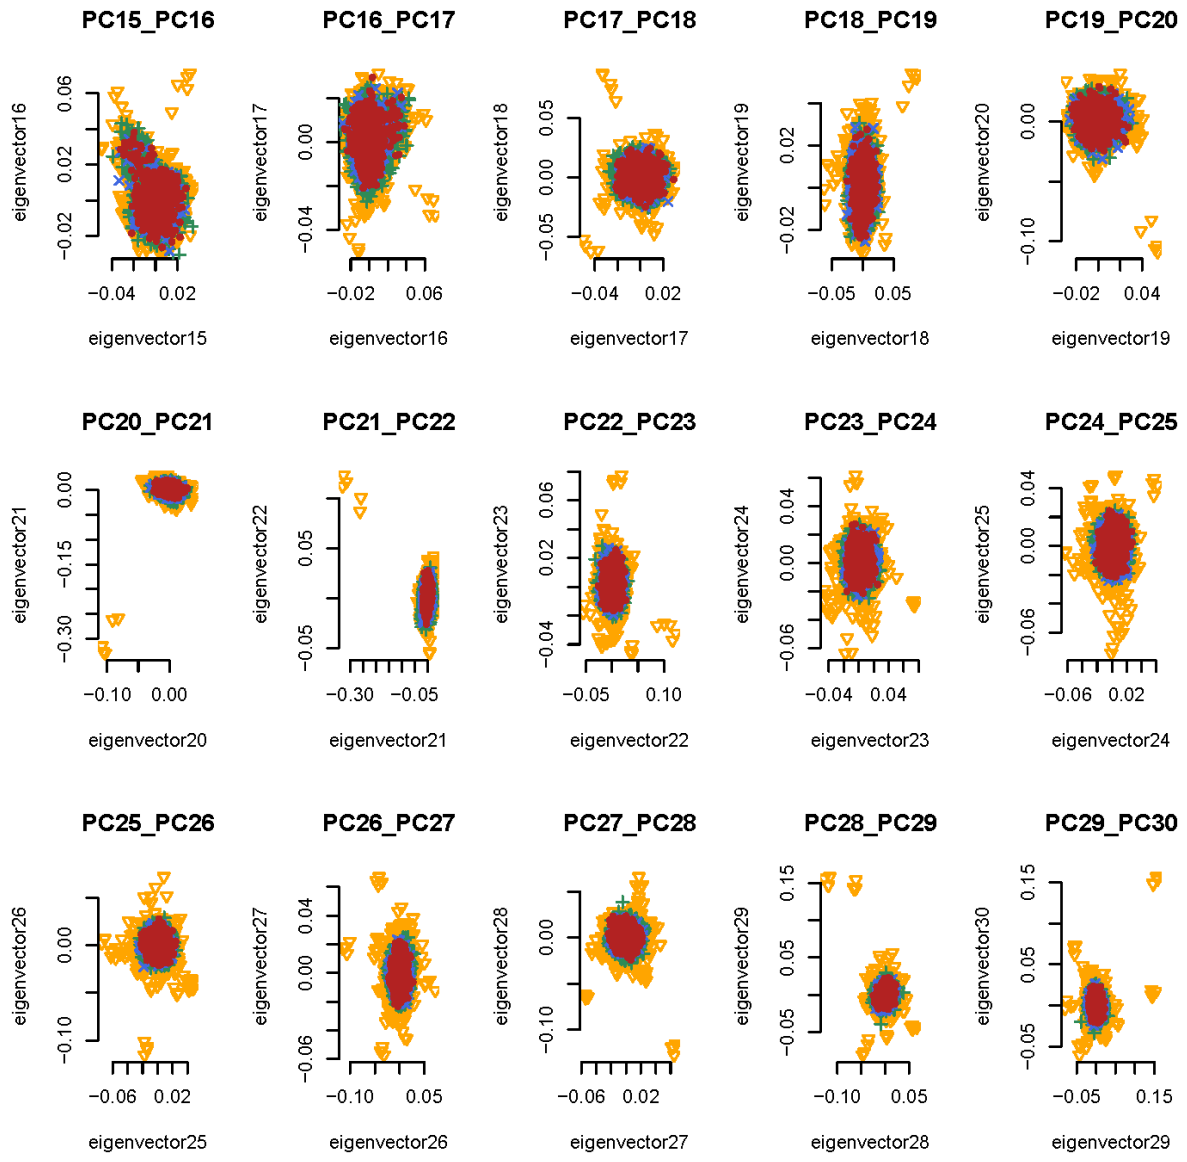 PC15_PC16 PC16_PC17 PC17_PC18 PC18_PC19 PC19_PC20
eigenvector16
−0.02 0.02 0.06
−0.04 0.02
eigenvector15
eigenvector17
−0.04 0.00
−0.02 0.06
eigenvector16
eigenvector18
−0.05 0.00 0.05
−0.04 0.02
eigenvector17
eigenvector19
−0.02 0.02
−0.05 0.05
eigenvector18
eigenvector20
−0.10 0.00
−0.02 0.04
eigenvector19
PC20_PC21 PC21_PC22 PC22_PC23 PC23_PC24 PC24_PC25
eigenvector21
−0.30 −0.15 0.00
−0.10 0.00
eigenvector20
eigenvector22
−0.05 0.05
−0.30 −0.05
eigenvector21
eigenvector23
−0.04 0.02 0.06
−0.05 0.10
eigenvector22
eigenvector24
−0.06 0.00 0.04
−0.04 0.04
eigenvector23
eigenvector25
−0.06 0.00 0.04
−0.06 0.02
eigenvector24
PC25_PC26 PC26_PC27 PC27_PC28 PC28_PC29 PC29_PC30
eigenvector26
−0.10 0.00
−0.06 0.02
eigenvector25
eigenvector27
−0.06 0.00 0.04
−0.10 0.05
eigenvector26
eigenvector28
−0.10 0.00
−0.06 0.02
eigenvector27
eigenvector29
−0.05 0.05 0.15
−0.10 0.05
eigenvector28
eigenvector30
−0.05 0.05 0.15
−0.05 0.15
eigenvector29